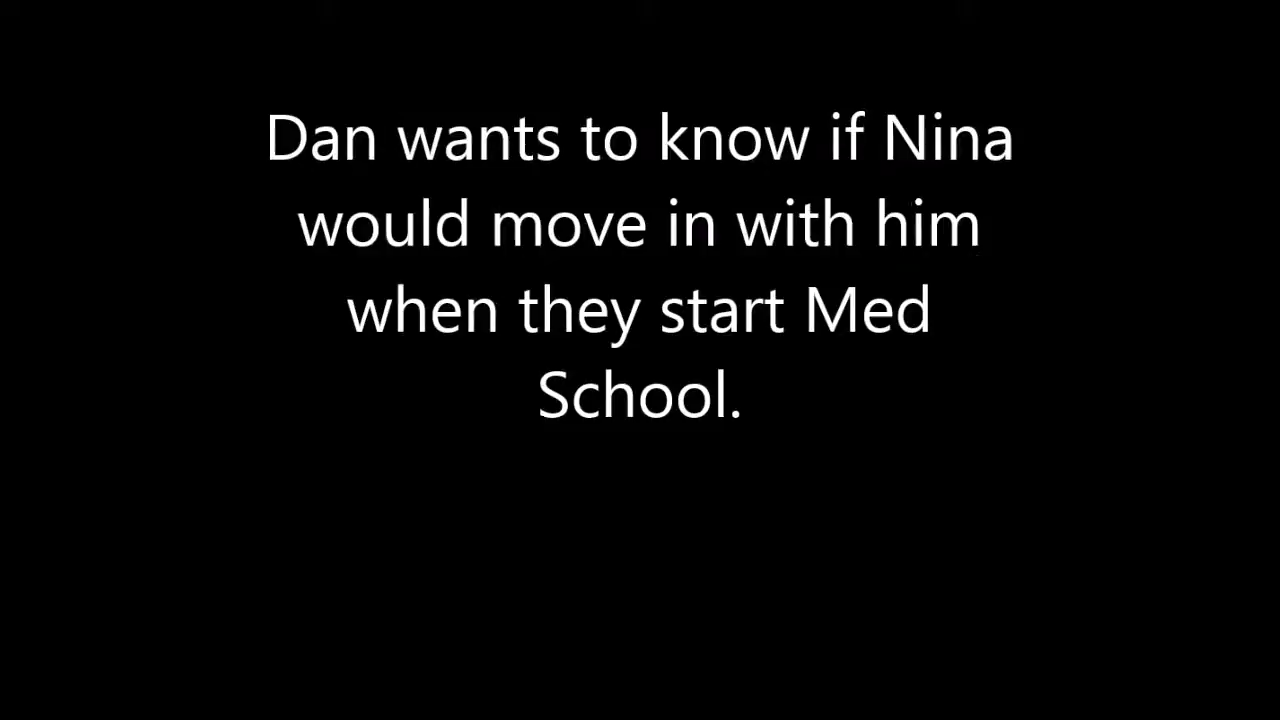 Dan wants to know if Nina
would move in with him
when they start Med
School.